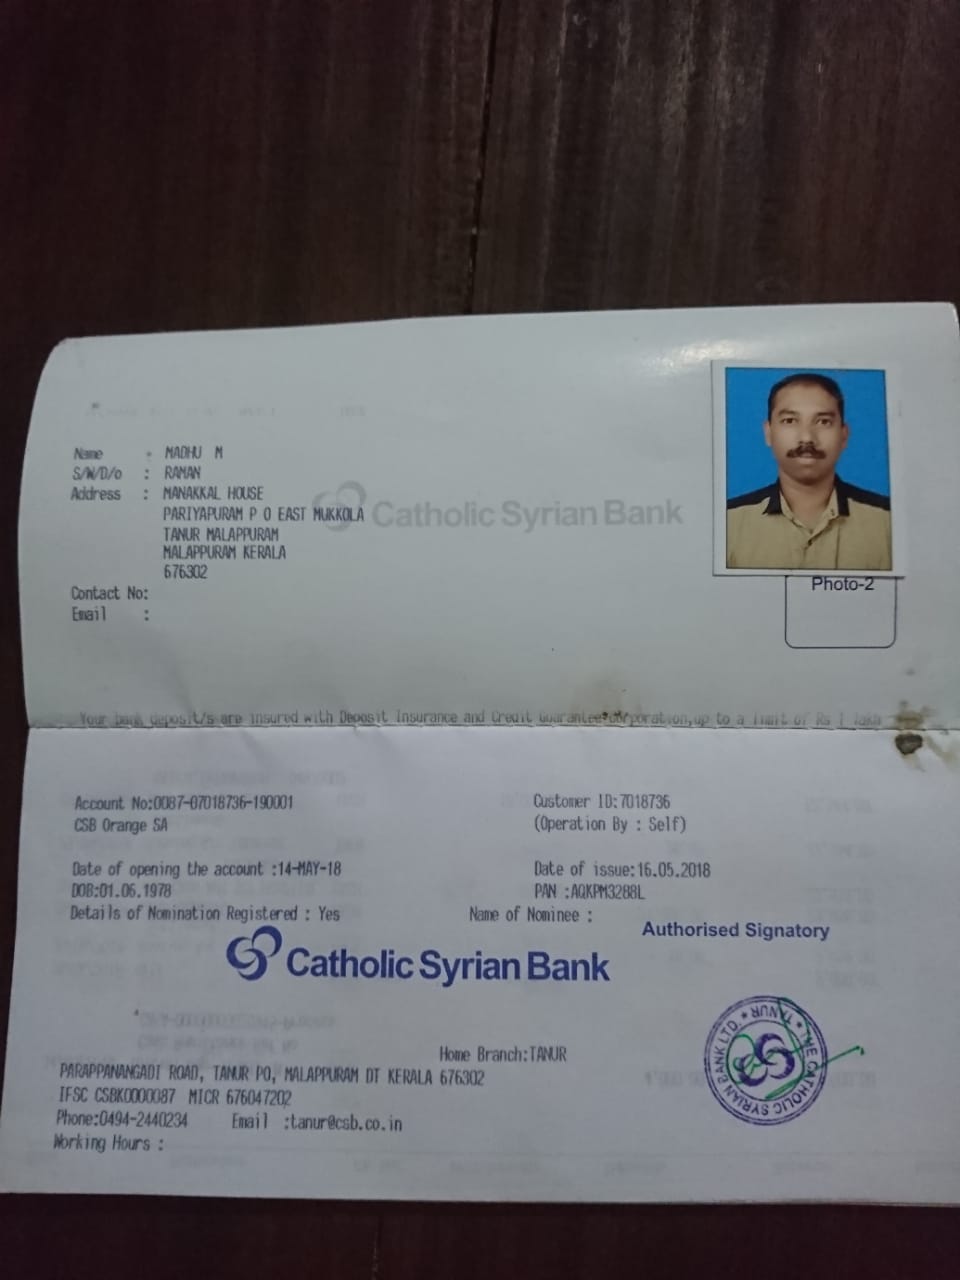 Name : MADHU M
S/W/D/o : RAMAN
Address : MANAKKAL HOUSE
PARIYAPURAM P O EAST MUKKOLA
TANUR MALAPPURAM
MALAPPURAM KERALA
676302
Catholic Syrian Bank
Contact No:
Email :
Photo-2
Your bank deposit/s are insured with Deposit Insurance and Credit Guarantee Corporation,up to a limit of Rs 1 lakh
Account No:0087-07018736-190001 Customer ID:7018736
CSB Orange SA (Operation By : Self)
Date of opening the account :14-MAY-18 Date of issue:16.05.2018
DOB:01.06.1978 PAN :AQKPM3288L
Details of Nomination Registered : Yes Name of Nominee :
Authorised Signatory
Catholic Syrian Bank
Home Branch:TANUR
PARAPPANANGADI ROAD, TANUR PO, MALAPPURAM DT KERALA 676302
IFSC CSBK0000087 MICR 676047202
Phone:0494-2440234 Email :tanur@csb.co.in
Working Hours :
THE CATHOLIC SYRIAN BANK LTD. * TANUR *